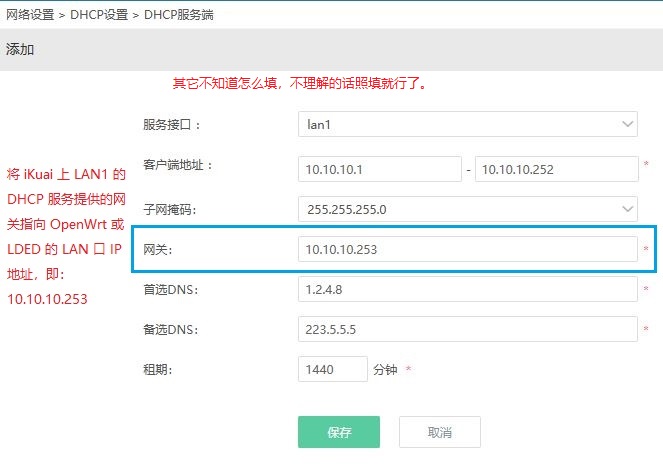 网络设置 > DHCP设置 > DHCP服务端
添加
其它不知道怎么填，不理解的话照填就行了。
服务接口：
lan1
客户端地址：
10.10.10.1 - 10.10.10.252 *
子网掩码：
255.255.255.0
网关：
10.10.10.253 *
首选DNS：
1.2.4.8 *
备选DNS：
223.5.5.5 *
租期：
1440 分钟 *
将 iKuai 上 LAN1 的
DHCP 服务提供的网
关指向 OpenWrt 或
LDED 的 LAN 口 IP
地址，即：
10.10.10.253
保存 取消